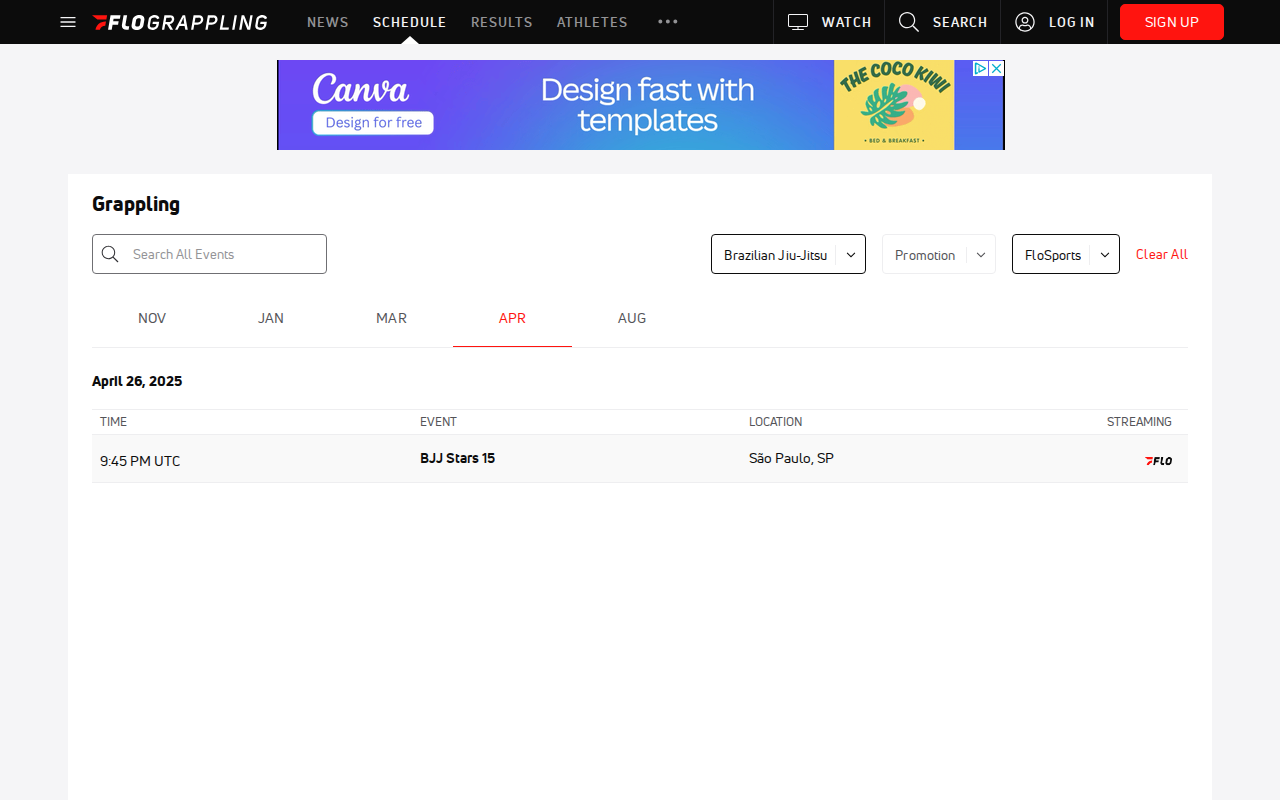 FLOGRAPPLING
NEWS
SCHEDULE
RESULTS
ATHLETES
WATCH
SEARCH
LOG IN
SIGN UP
Canva
Design for free
Design fast with
templates
THE COCO KIWI
• BED & BREAKFAST •
Grappling
Search All Events
Brazilian Jiu-Jitsu
Promotion
FloSports
Clear All
NOV
JAN
MAR
APR
AUG
April 26, 2025
TIME
EVENT
LOCATION
STREAMING
9:45 PM UTC
BJJ Stars 15
São Paulo, SP
FLO